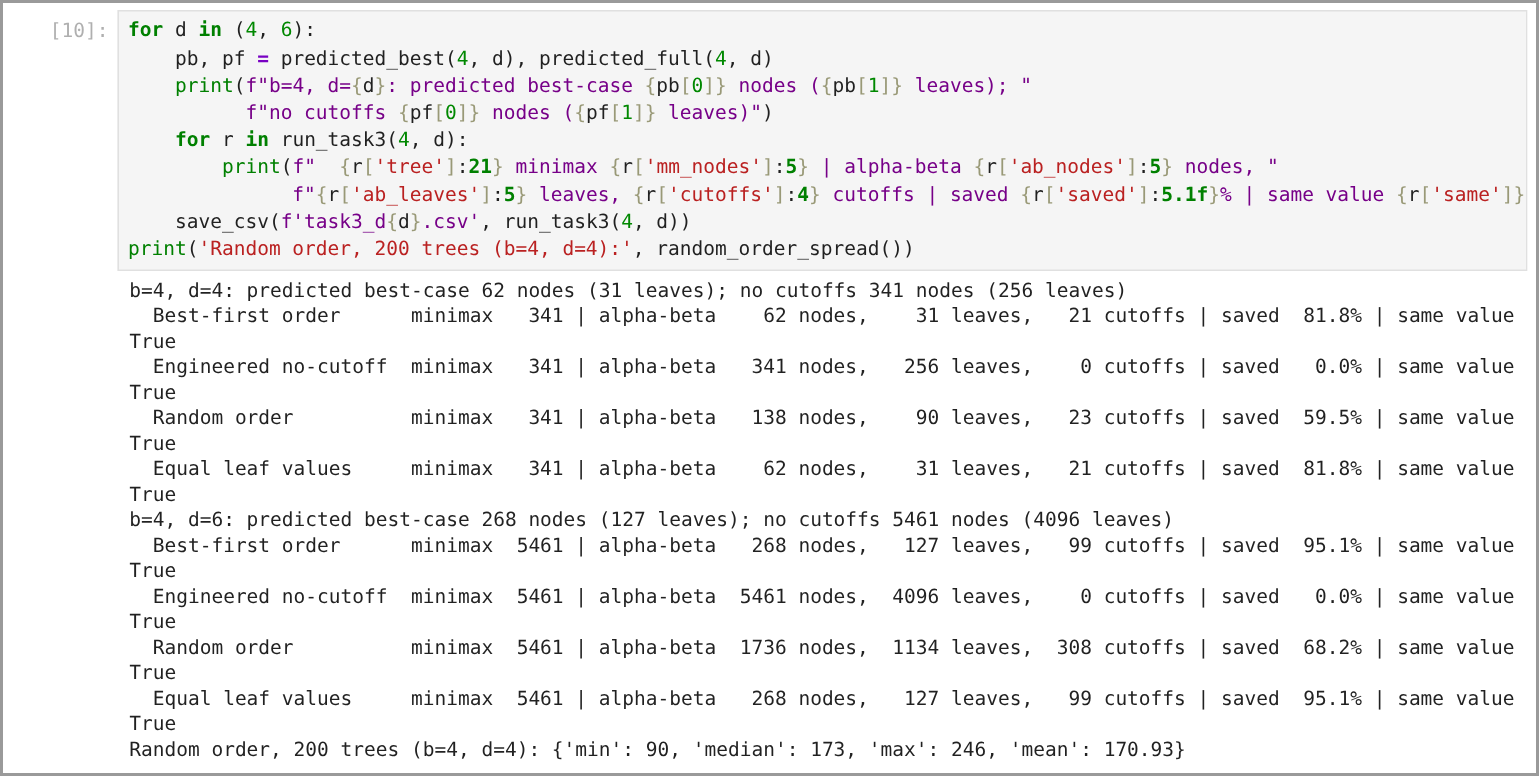 [10]: for d in (4, 6):
    pb, pf = predicted_best(4, d), predicted_full(4, d)
    print(f"b=4, d={d}: predicted best-case {pb[0]} nodes ({pb[1]} leaves); "
          f"no cutoffs {pf[0]} nodes ({pf[1]} leaves)")
    for r in run_task3(4, d):
        print(f"  {r['tree']:21} minimax {r['mm_nodes']:5} | alpha-beta {r['ab_nodes']:5} nodes, "
              f"{r['ab_leaves']:5} leaves, {r['cutoffs']:4} cutoffs | saved {r['saved']:5.1f}% | same value {r['same']}
    save_csv(f'task3_d{d}.csv', run_task3(4, d))
print('Random order, 200 trees (b=4, d=4):', random_order_spread())
b=4, d=4: predicted best-case 62 nodes (31 leaves); no cutoffs 341 nodes (256 leaves)
  Best-first order      minimax   341 | alpha-beta    62 nodes,    31 leaves,   21 cutoffs | saved  81.8% | same value
True
  Engineered no-cutoff  minimax   341 | alpha-beta   341 nodes,   256 leaves,    0 cutoffs | saved   0.0% | same value
True
  Random order          minimax   341 | alpha-beta   138 nodes,    90 leaves,   23 cutoffs | saved  59.5% | same value
True
  Equal leaf values     minimax   341 | alpha-beta    62 nodes,    31 leaves,   21 cutoffs | saved  81.8% | same value
True
b=4, d=6: predicted best-case 268 nodes (127 leaves); no cutoffs 5461 nodes (4096 leaves)
  Best-first order      minimax  5461 | alpha-beta   268 nodes,   127 leaves,   99 cutoffs | saved  95.1% | same value
True
  Engineered no-cutoff  minimax  5461 | alpha-beta  5461 nodes,  4096 leaves,    0 cutoffs | saved   0.0% | same value
True
  Random order          minimax  5461 | alpha-beta  1736 nodes,  1134 leaves,  308 cutoffs | saved  68.2% | same value
True
  Equal leaf values     minimax  5461 | alpha-beta   268 nodes,   127 leaves,   99 cutoffs | saved  95.1% | same value
True
Random order, 200 trees (b=4, d=4): {'min': 90, 'median': 173, 'max': 246, 'mean': 170.93}